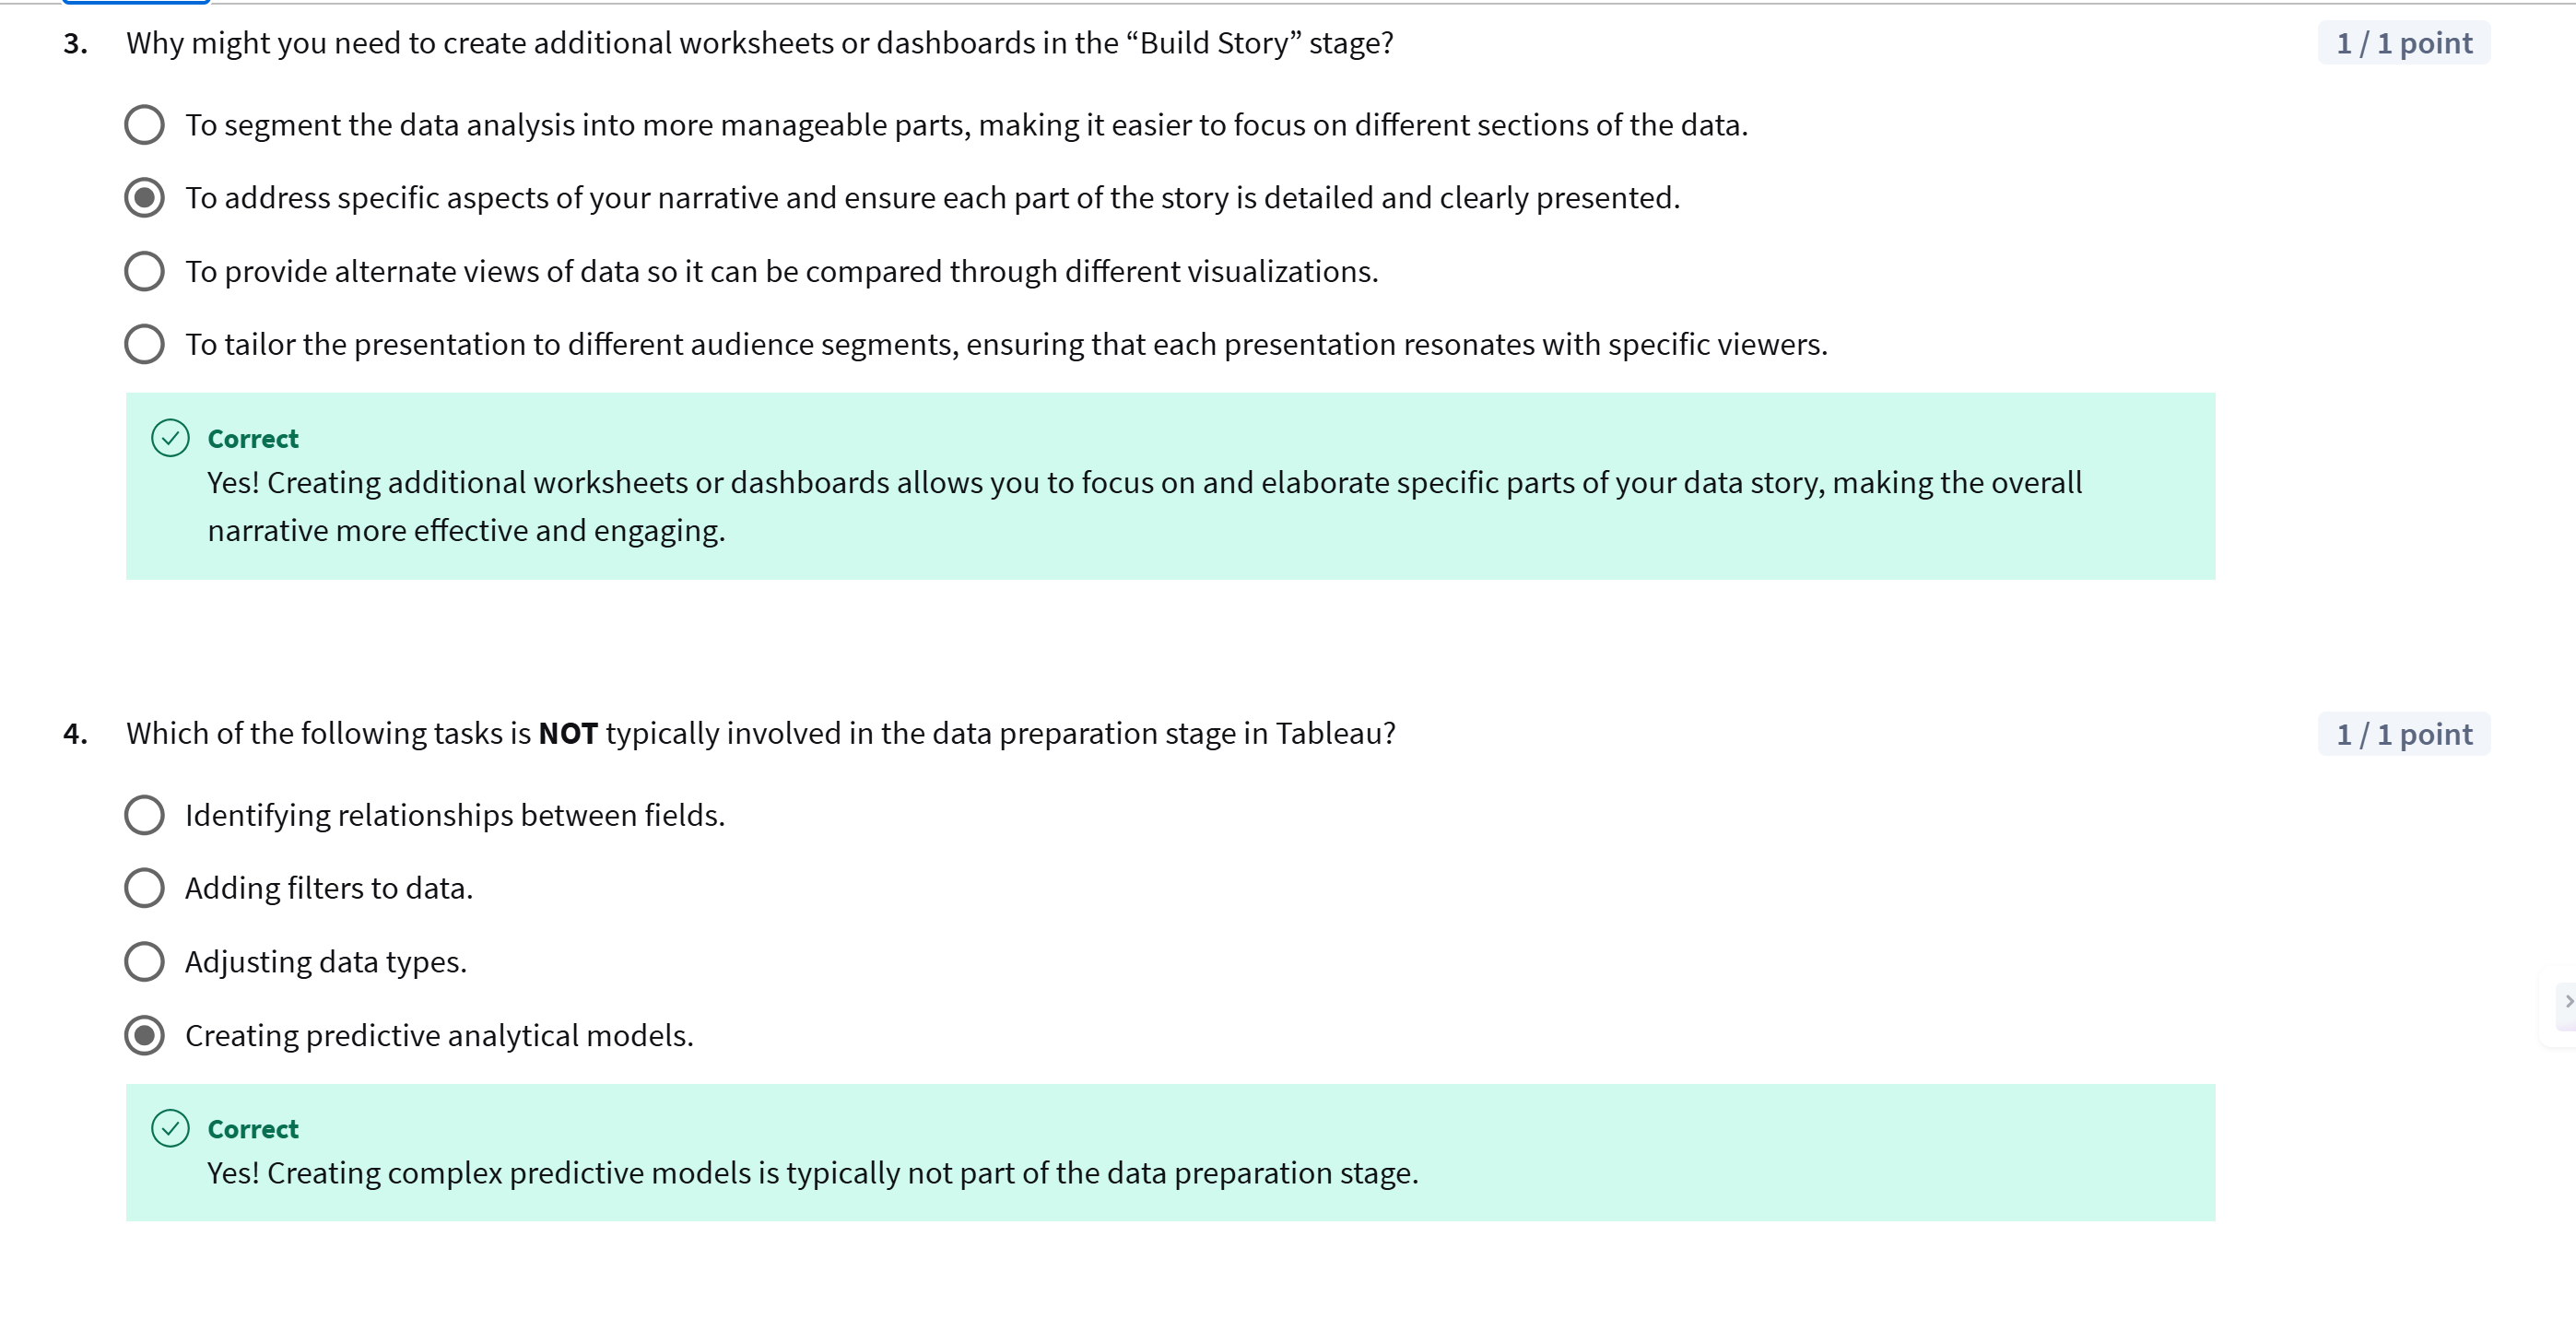 3. Why might you need to create additional worksheets or dashboards in the “Build Story” stage? 1 / 1 point
To segment the data analysis into more manageable parts, making it easier to focus on different sections of the data.
To address specific aspects of your narrative and ensure each part of the story is detailed and clearly presented.
To provide alternate views of data so it can be compared through different visualizations.
To tailor the presentation to different audience segments, ensuring that each presentation resonates with specific viewers.
Correct
Yes! Creating additional worksheets or dashboards allows you to focus on and elaborate specific parts of your data story, making the overall
narrative more effective and engaging.
4. Which of the following tasks is NOT typically involved in the data preparation stage in Tableau? 1 / 1 point
Identifying relationships between fields.
Adding filters to data.
Adjusting data types.
Creating predictive analytical models.
Correct
Yes! Creating complex predictive models is typically not part of the data preparation stage.